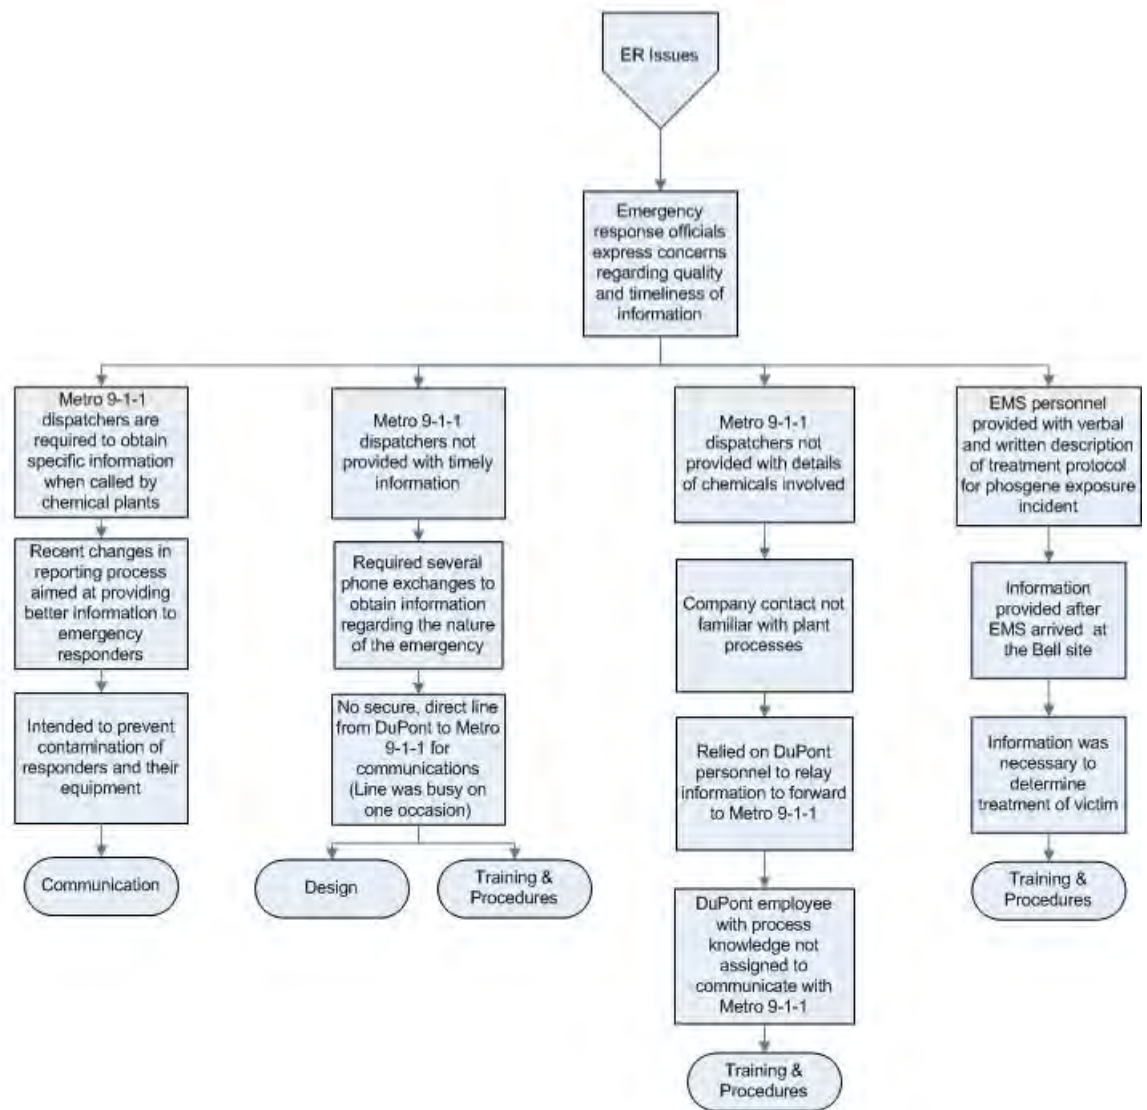 ER Issues
Emergency
response officials
express concerns
regarding quality
and timeliness of
information
Metro 9-1-1
dispatchers are
required to obtain
specific information
when called by
chemical plants
Recent changes in
reporting process
aimed at providing
better information to
emergency
responders
Intended to prevent
contamination of
responders and their
equipment
Communication
Metro 9-1-1
dispatchers not
provided with timely
information
Required several
phone exchanges to
obtain information
regarding the nature
of the emergency
No secure, direct line
from DuPont to Metro
9-1-1 for
communications
(Line was busy on
one occasion)
Design
Training &
Procedures
Metro 9-1-1
dispatchers not
provided with details
of chemicals involved
Company contact not
familiar with plant
processes
Relied on DuPont
personnel to relay
information to forward
to Metro 9-1-1
DuPont employee
with process
knowledge not
assigned to
communicate with
Metro 9-1-1
Training &
Procedures
EMS personnel
provided with verbal
and written description
of treatment protocol
for phosgene exposure
incident
Information
provided after
EMS arrived at
the Bell site
Information was
necessary to
determine
treatment of victim
Training &
Procedures